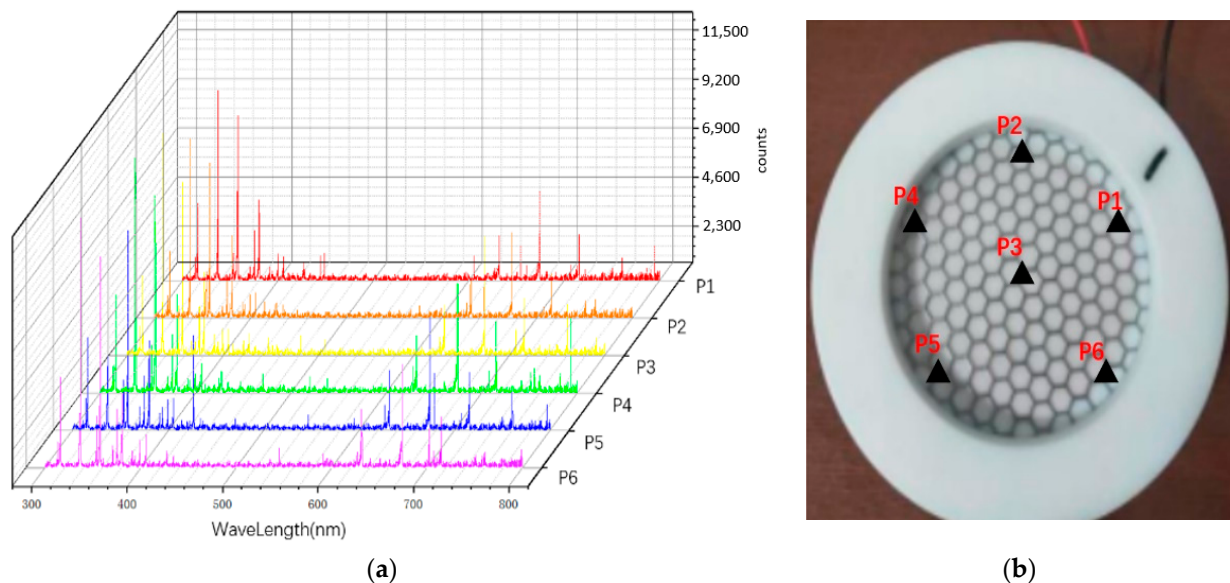 11,500
9,200
6,900
4,600
2,300
counts
P1
P2
P3
P4
P5
P6
300
400
500
600
700
800
WaveLength(nm)
(a)
P2
P4
P1
P3
P5
P6
(b)